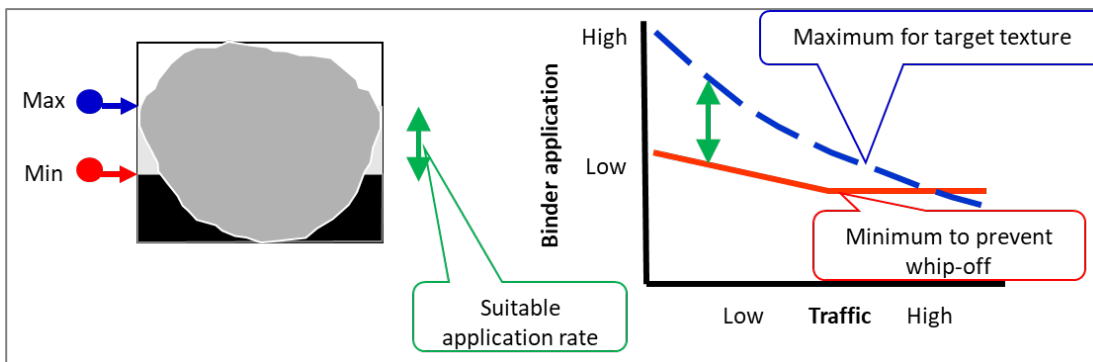 Max
Min
Suitable
application rate
Binder application
High
Low
Maximum for target texture
Minimum to prevent
whip-off
Low Traffic High